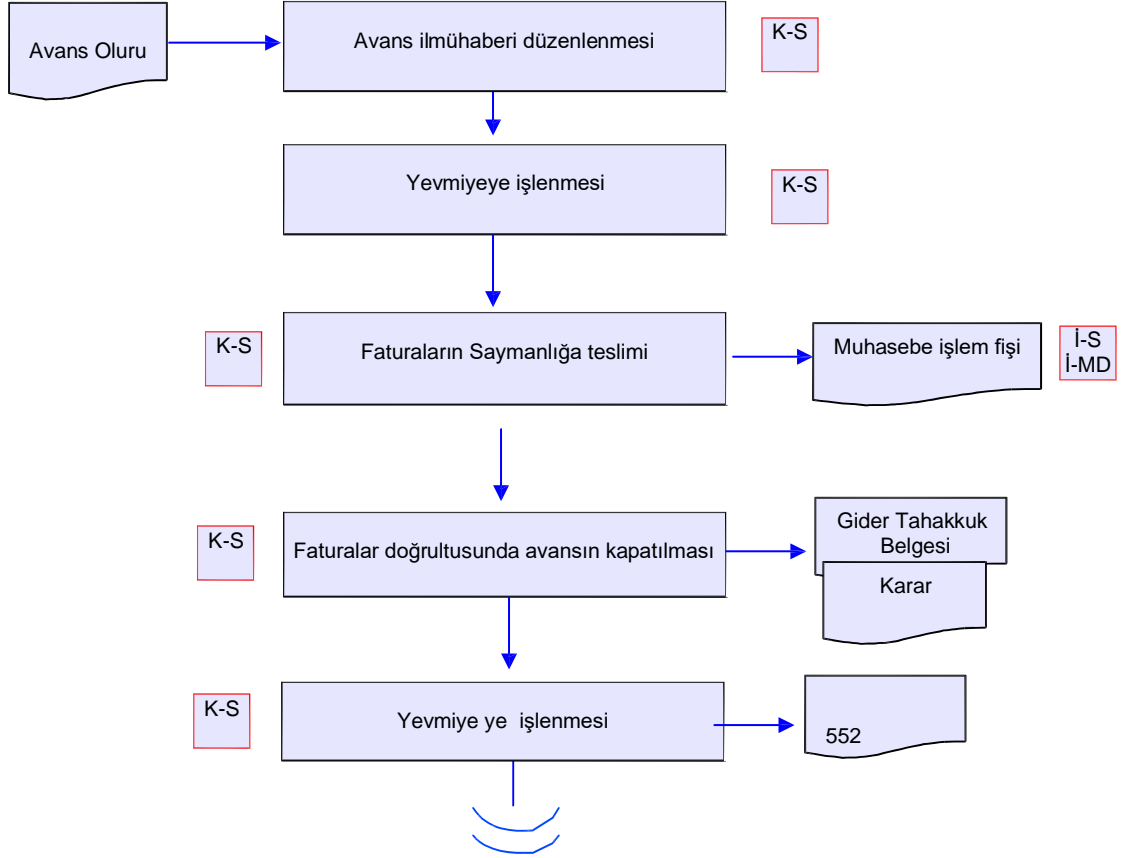 Avans Oluru
Avans ilmühaberi düzenlenmesi
K-S
Yevmiyeye işlenmesi
K-S
K-S
Faturaların Saymanlığa teslimi
Muhasebe işlem fişi
İ-S
İ-MD
K-S
Faturalar doğrultusunda avansın kapatılması
Gider Tahakkuk
Belgesi
Karar
K-S
Yevmiye ye işlenmesi
552